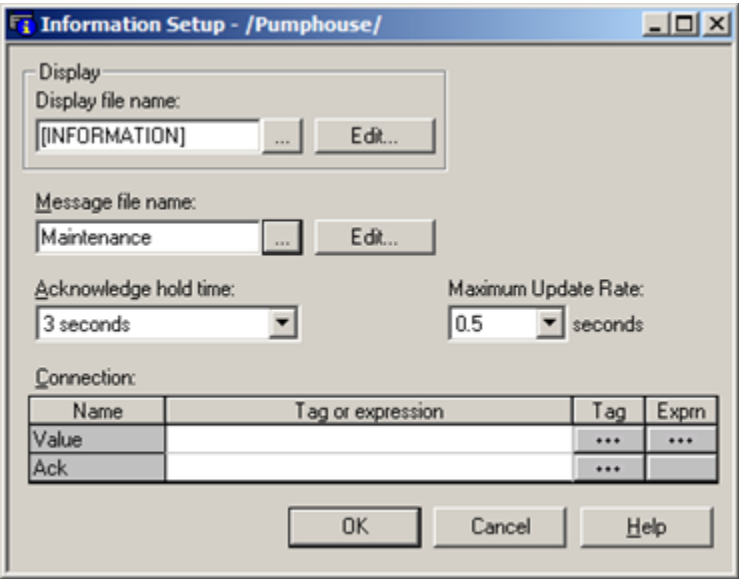 Information Setup - /Pumphouse/
Display
Display file name:
[INFORMATION] ... Edit...
Message file name:
Maintenance ... Edit...
Acknowledge hold time: Maximum Update Rate:
3 seconds 0.5 seconds
Connection:
Name Tag or expression Tag Exprn
Value ... ...
Ack ...
OK Cancel Help